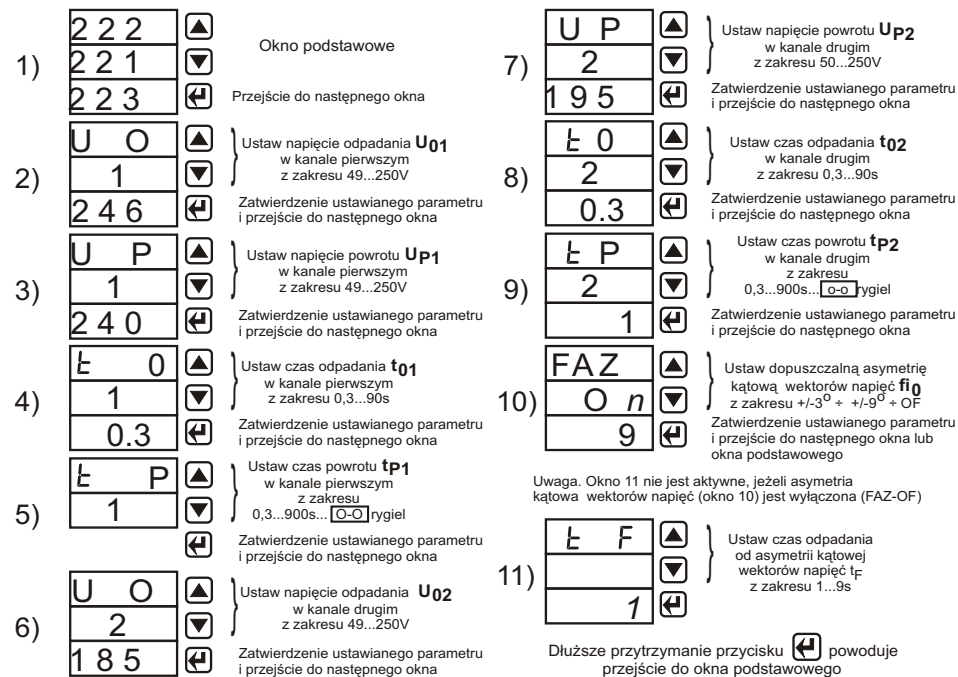 1)
222
221
223
Okno podstawowe
Przejście do następnego okna
2)
U O
1
246
Ustaw napięcie odpadania U01
w kanale pierwszym
z zakresu 49...250V
Zatwierdzenie ustawianego parametru
i przejście do następnego okna
3)
U P
1
240
Ustaw napięcie powrotu UP1
w kanale pierwszym
z zakresu 49...250V
Zatwierdzenie ustawianego parametru
i przejście do następnego okna
4)
t 0
1
0.3
Ustaw czas odpadania t01
w kanale pierwszym
z zakresu 0,3...90s
Zatwierdzenie ustawianego parametru
i przejście do następnego okna
5)
t P
1
Ustaw czas powrotu tP1
w kanale pierwszym
z zakresu
0,3...900s... O-O rygiel
Zatwierdzenie ustawianego parametru
i przejście do następnego okna
6)
U O
2
185
Ustaw napięcie odpadania U02
w kanale drugim
z zakresu 49...250V
Zatwierdzenie ustawianego parametru
i przejście do następnego okna
7)
U P
2
195
Ustaw napięcie powrotu UP2
w kanale drugim
z zakresu 50...250V
Zatwierdzenie ustawianego parametru
i przejście do następnego okna
8)
t 0
2
0.3
Ustaw czas odpadania t02
w kanale drugim
z zakresu 0,3...90s
Zatwierdzenie ustawianego parametru
i przejście do następnego okna
9)
t P
2
1
Ustaw czas powrotu tP2
w kanale drugim
z zakresu
0,3...900s... o-o rygiel
Zatwierdzenie ustawianego parametru
i przejście do następnego okna
10)
FAZ
O n
9
Ustaw dopuszczalną asymetrię
kątową wektorów napięć fi0
z zakresu +/-3° ÷ +/-9° ÷ OF
Zatwierdzenie ustawianego parametru
i przejście do następnego okna lub
okna podstawowego
Uwaga. Okno 11 nie jest aktywne, jeżeli asymetria
kątowa wektorów napięć (okno 10) jest wyłączona (FAZ-OF)
11)
t F
1
Ustaw czas odpadania
od asymetrii kątowej
wektorów napięć tF
z zakresu 1...9s
Dłuższe przytrzymanie przycisku powoduje
przejście do okna podstawowego